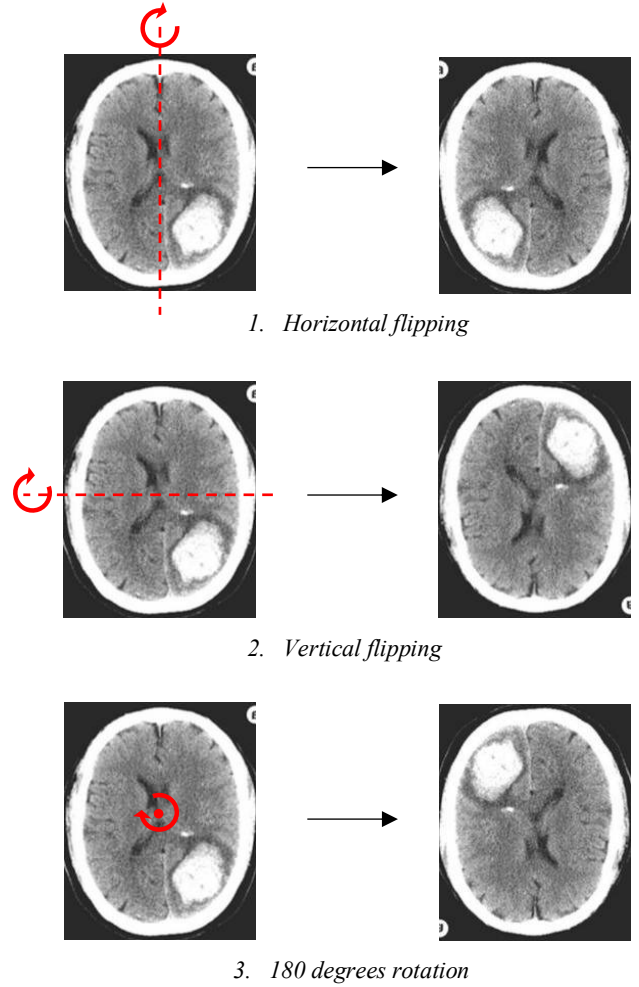 1. Horizontal flipping
2. Vertical flipping
3. 180 degrees rotation